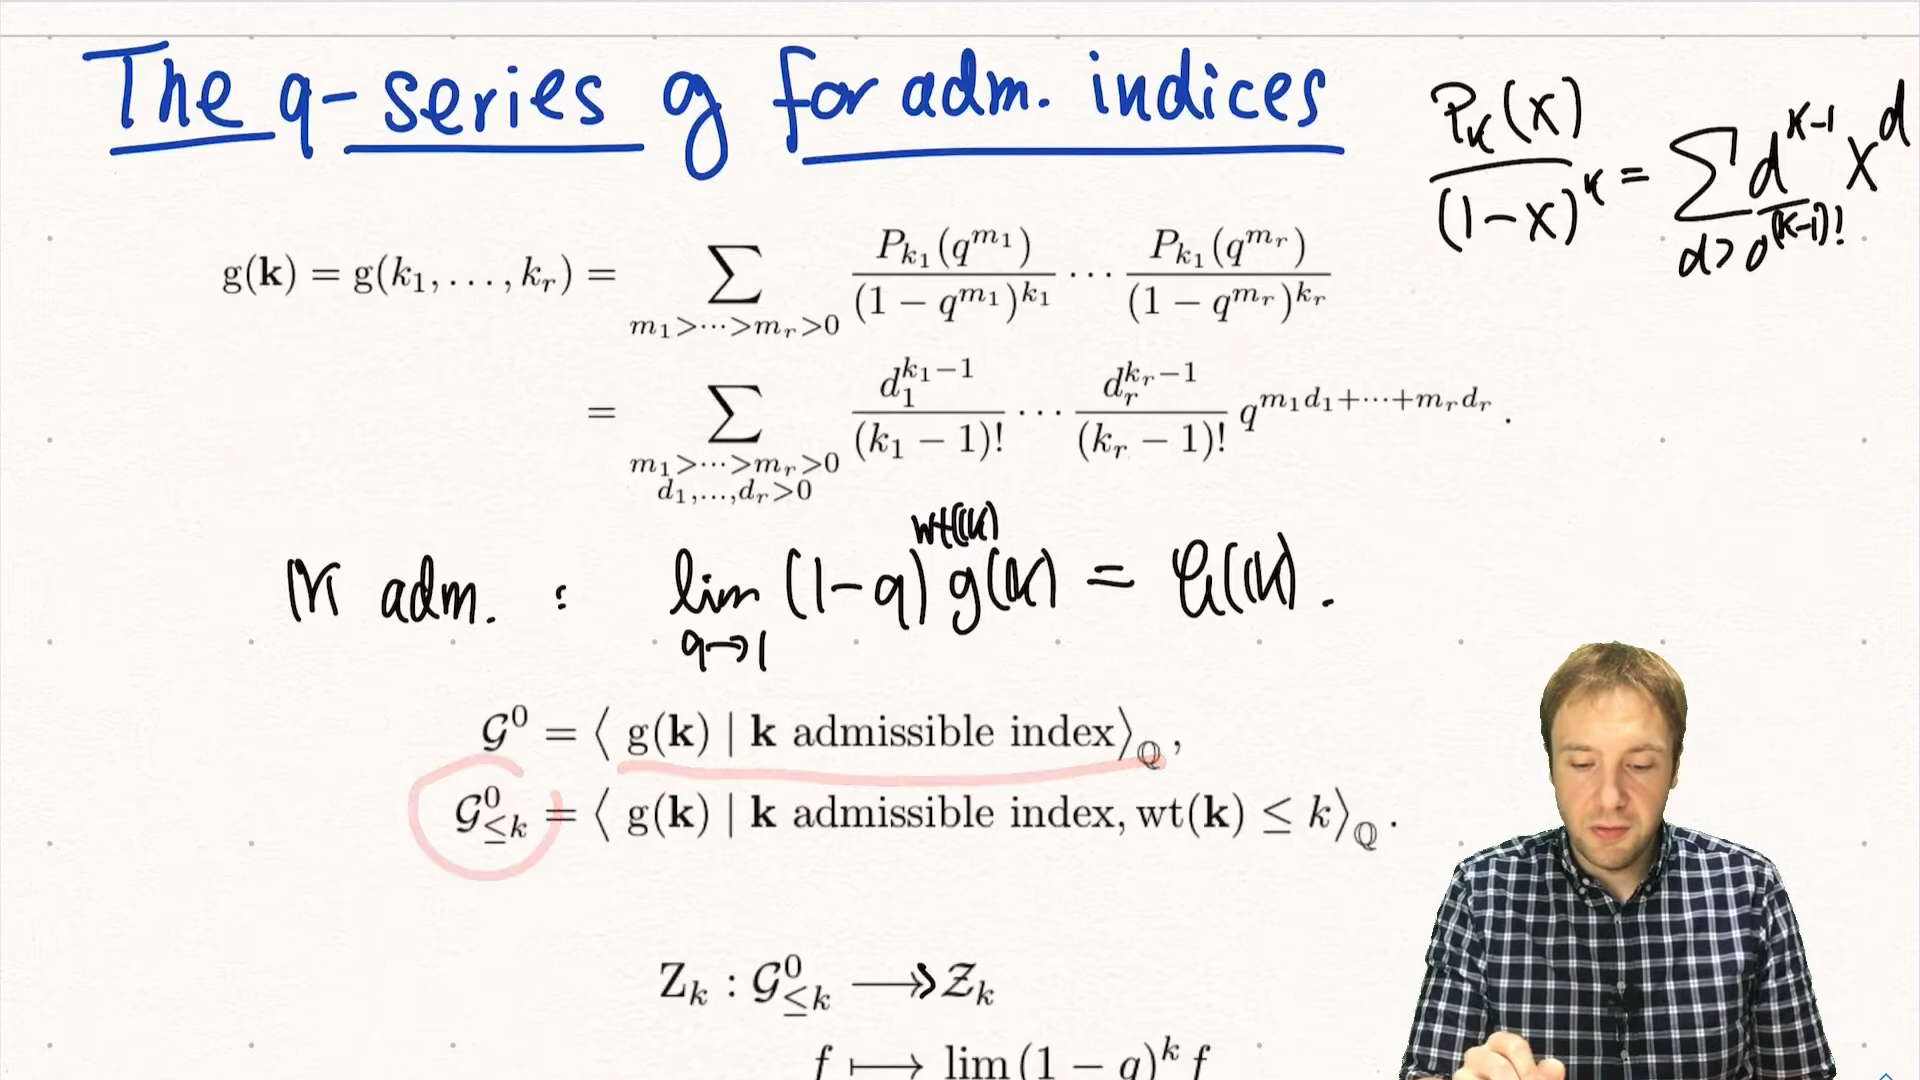 The q-series g for adm. indices
P_k(X) / (1-X)^k = Σ_{d>0} d^{k-1} / (k-1)! X^d
g(𝐤) = g(k_1, …, k_r) = Σ_{m_1>⋯>m_r>0} P_{k_1}(q^{m_1}) / (1 − q^{m_1})^{k_1} ⋯ P_{k_1}(q^{m_r}) / (1 − q^{m_r})^{k_r}
= Σ_{m_1>⋯>m_r>0, d_1,…,d_r>0} d_1^{k_1−1} / (k_1 − 1)! ⋯ d_r^{k_r−1} / (k_r − 1)! q^{m_1d_1+⋯+m_rd_r} .
𝐤 adm. : lim_{q→1} (1-q)^{wt(𝐤)} g(𝐤) = ζ(𝐤).
𝒢^0 = ⟨ g(𝐤) | 𝐤 admissible index⟩_ℚ ,
𝒢^0_{≤k} = ⟨ g(𝐤) | 𝐤 admissible index, wt(𝐤) ≤ k⟩_ℚ .
Z_k : 𝒢^0_{≤k} ↠ 𝒵_k
f ⟼ lim (1 − q)^k f